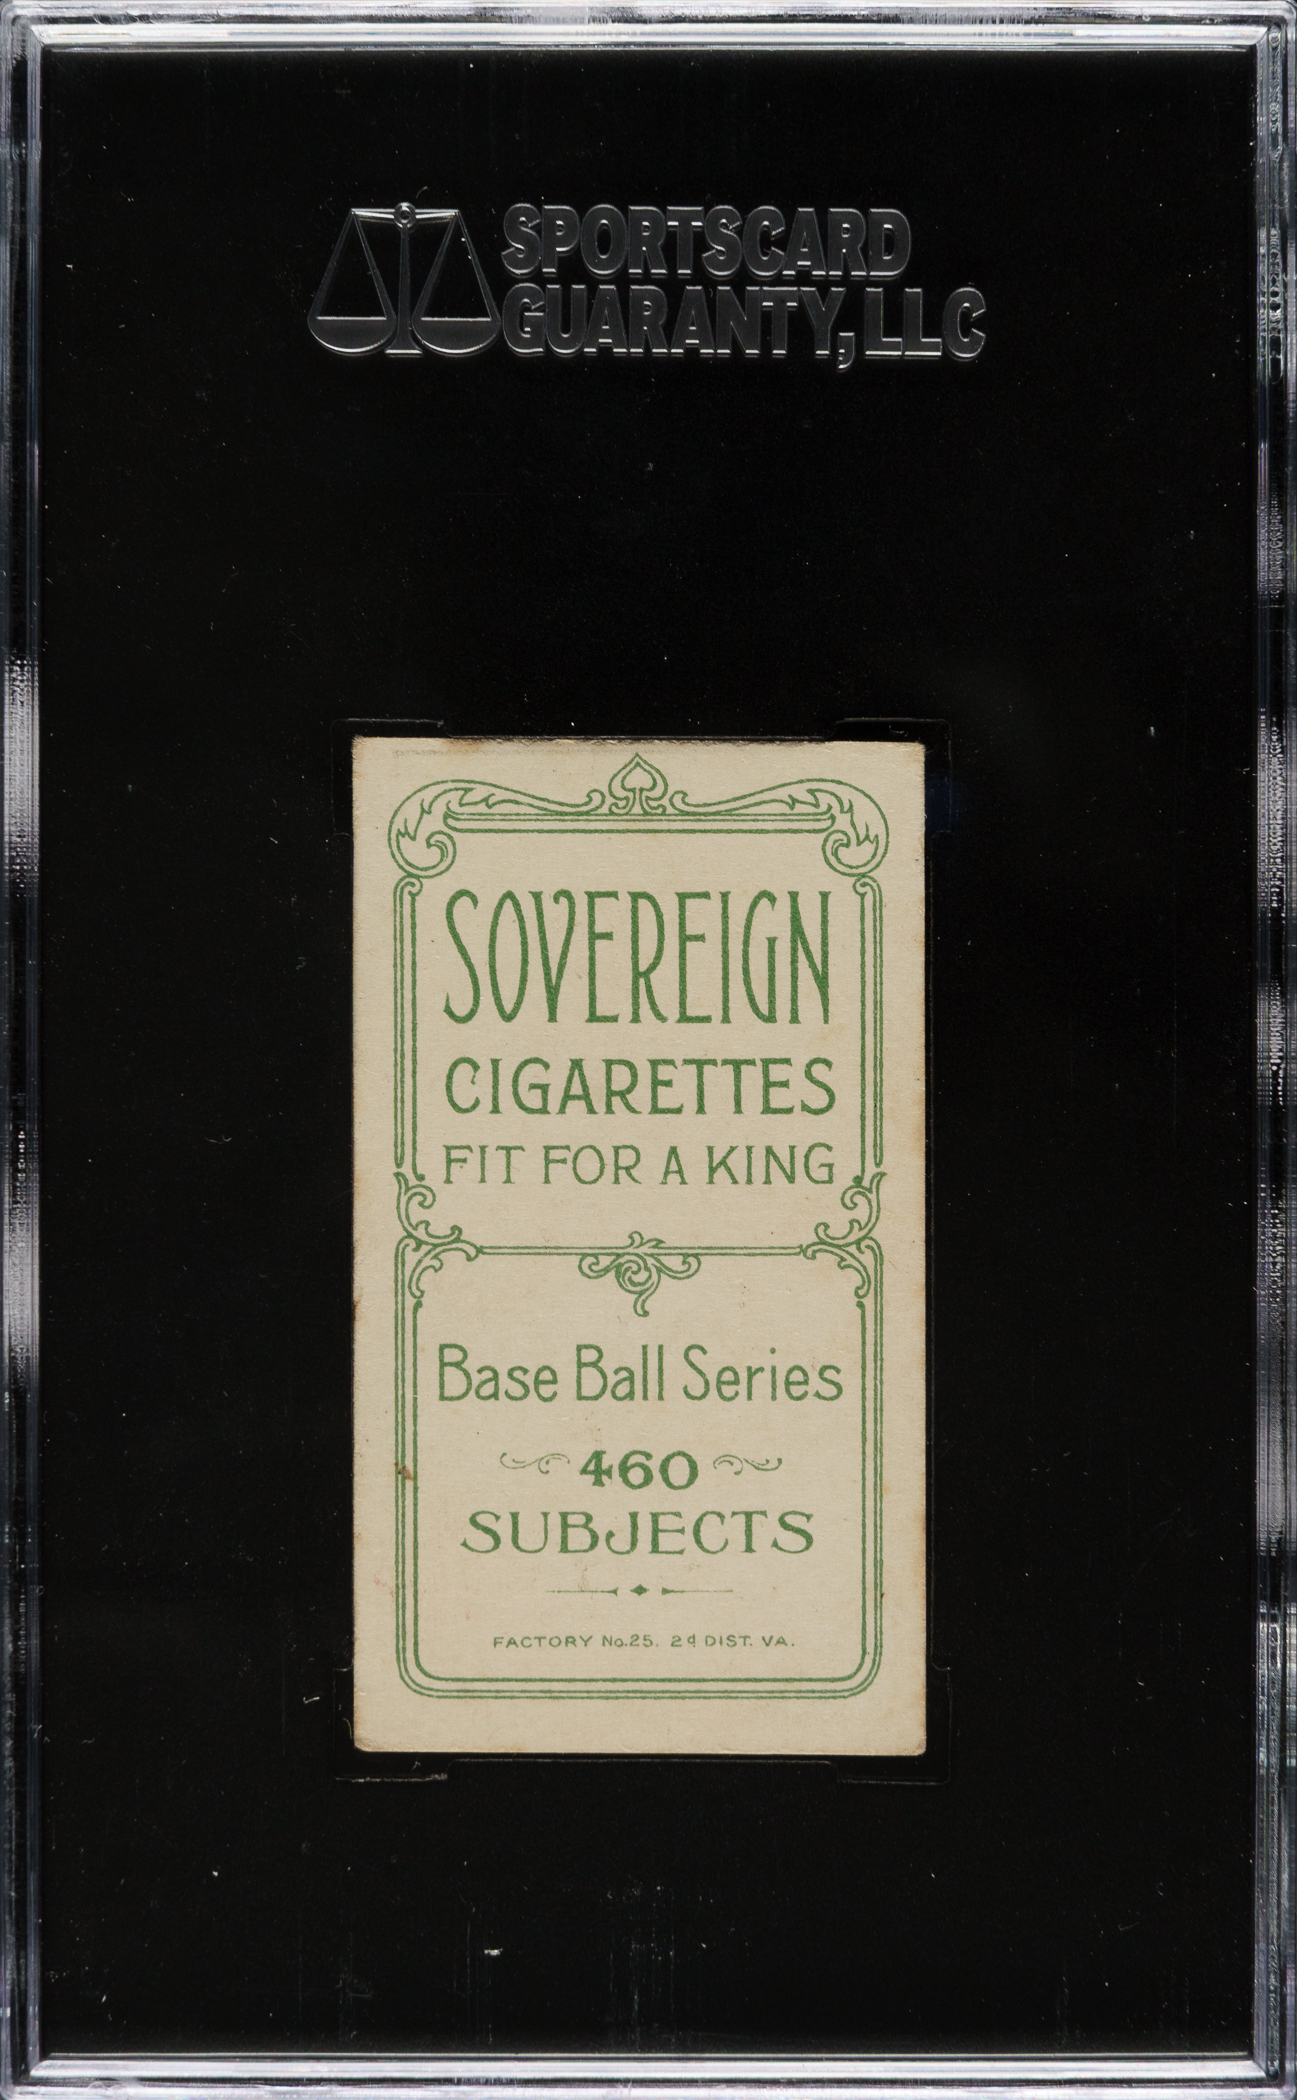 SPORTSCARD
GUARANTY, LLC
SOVEREIGN
CIGARETTES
FIT FOR A KING
Base Ball Series
460
SUBJECTS
FACTORY No.25. 2d DIST. VA.